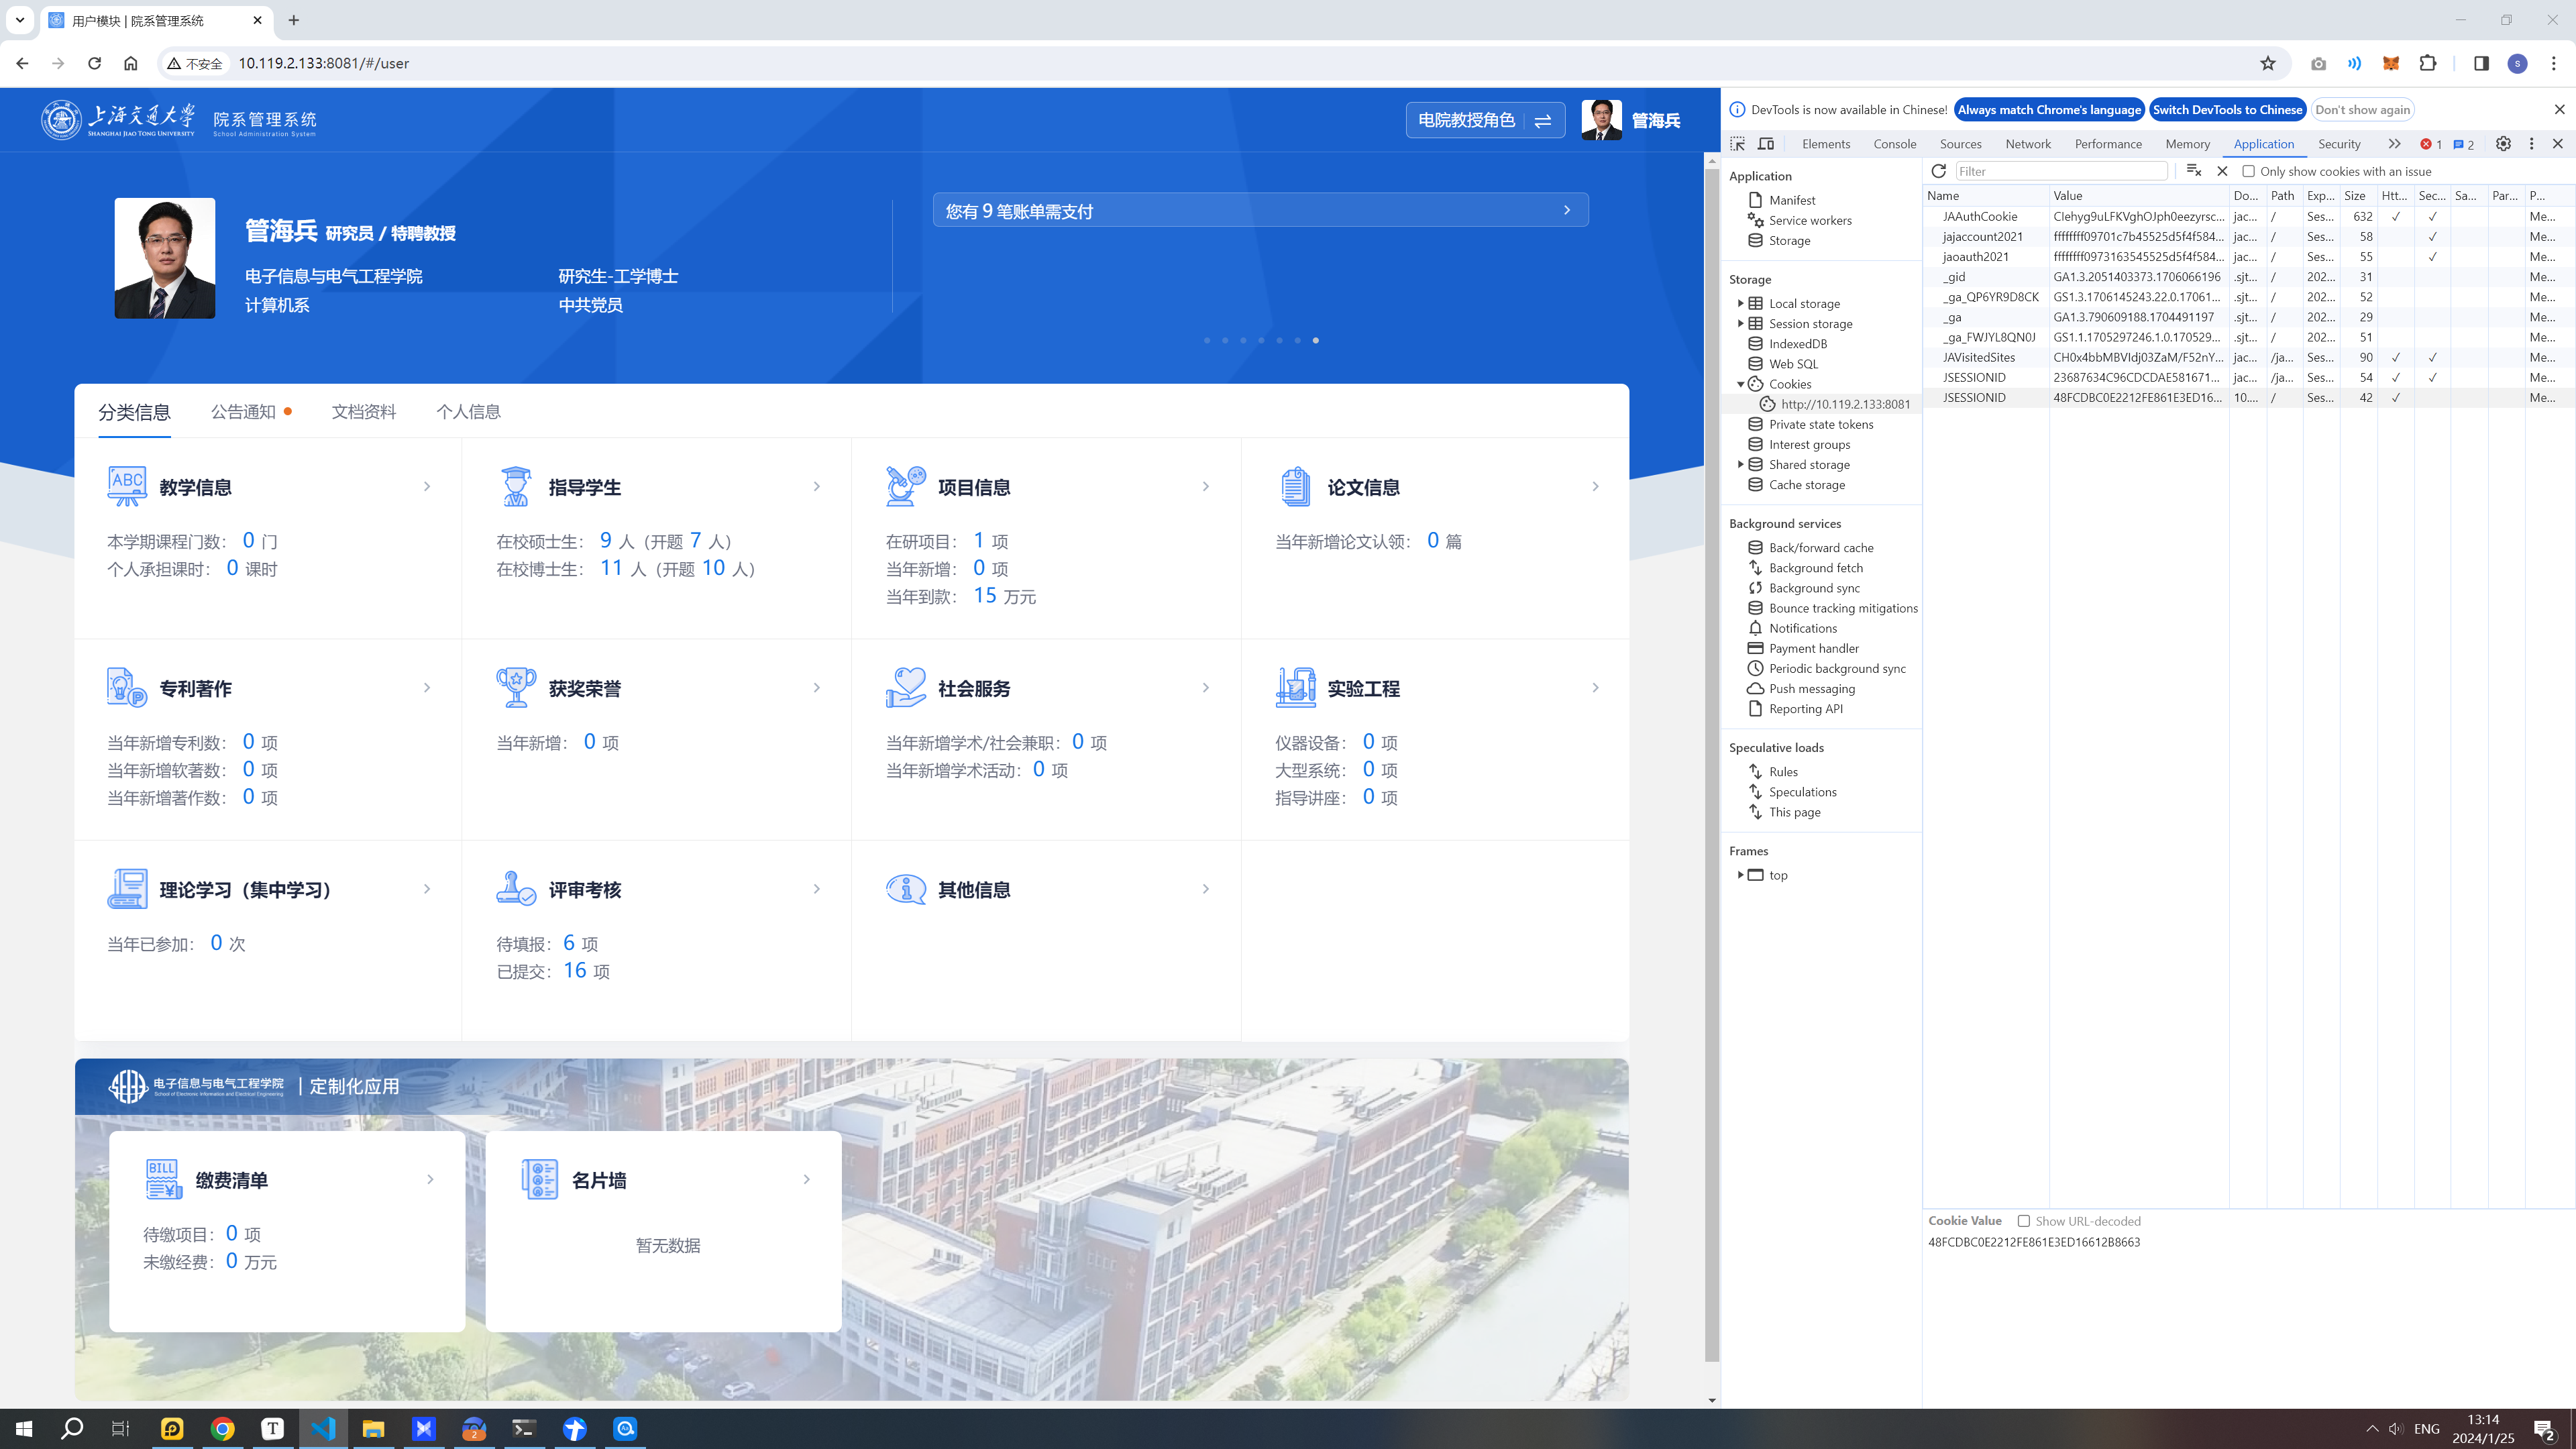 用户模块 | 院系管理系统
不安全 10.119.2.133:8081/#/user
上海交通大学 院系管理系统
SHANGHAI JIAO TONG UNIVERSITY School Administration System
电院教授角色 管海兵
管海兵 研究员 / 特聘教授
电子信息与电气工程学院 研究生-工学博士
计算机系 中共党员
您有 9 笔账单需支付
分类信息 公告通知 文档资料 个人信息
教学信息
本学期课程门数: 0 门
个人承担课时: 0 课时
指导学生
在校硕士生: 9 人（开题 7 人）
在校博士生: 11 人（开题 10 人）
项目信息
在研项目: 1 项
当年新增: 0 项
当年到款: 15 万元
论文信息
当年新增论文认领: 0 篇
专利著作
当年新增专利数: 0 项
当年新增软著数: 0 项
当年新增著作数: 0 项
获奖荣誉
当年新增: 0 项
社会服务
当年新增学术/社会兼职: 0 项
当年新增学术活动: 0 项
实验工程
仪器设备: 0 项
大型系统: 0 项
指导讲座: 0 项
理论学习（集中学习）
当年已参加: 0 次
评审考核
待填报: 6 项
已提交: 16 项
其他信息
电子信息与电气工程学院 | 定制化应用
School of Electronic Information and Electrical Engineering
BILL
缴费清单
待缴项目: 0 项
未缴经费: 0 万元
名片墙
暂无数据
DevTools is now available in Chinese! Always match Chrome's language Switch DevTools to Chinese Don't show again
Elements Console Sources Network Performance Memory Application Security 1 2
Application
Manifest
Service workers
Storage
Storage
Local storage
Session storage
IndexedDB
Web SQL
Cookies
http://10.119.2.133:8081
Private state tokens
Interest groups
Shared storage
Cache storage
Background services
Back/forward cache
Background fetch
Background sync
Bounce tracking mitigations
Notifications
Payment handler
Periodic background sync
Push messaging
Reporting API
Speculative loads
Rules
Speculations
This page
Frames
top
Filter Only show cookies with an issue
Name Value Do... Path Exp... Size Htt... Sec... Sa... Par... P...
JAAuthCookie CIehyg9uLFKVghOJph0eezyrsc... jac... / Ses... 632 ✓ ✓ Me...
jajaccount2021 ffffffff09701c7b45525d5f4f584... jac... / Ses... 58 ✓ Me...
jaoauth2021 ffffffff0973163545525d5f4f584... jac... / Ses... 55 ✓ Me...
_gid GA1.3.2051403373.1706066196 .sjt... / 202... 31 Me...
_ga_QP6YR9D8CK GS1.3.1706145243.22.0.17061... .sjt... / 202... 52 Me...
_ga GA1.3.790609188.1704491197 .sjt... / 202... 29 Me...
_ga_FWJYL8QN0J GS1.1.1705297246.1.0.170529... .sjt... / 202... 51 Me...
JAVisitedSites CH0x4bbMBVIdj03ZaM/F52nY... jac... /ja... Ses... 90 ✓ ✓ Me...
JSESSIONID 23687634C96CDCDAE581671... jac... /ja... Ses... 54 ✓ ✓ Me...
JSESSIONID 48FCDBC0E2212FE861E3ED16... 10.... / Ses... 42 ✓ Me...
Cookie Value Show URL-decoded
48FCDBC0E2212FE861E3ED16612B8663
ENG 13:14
2024/1/25 2